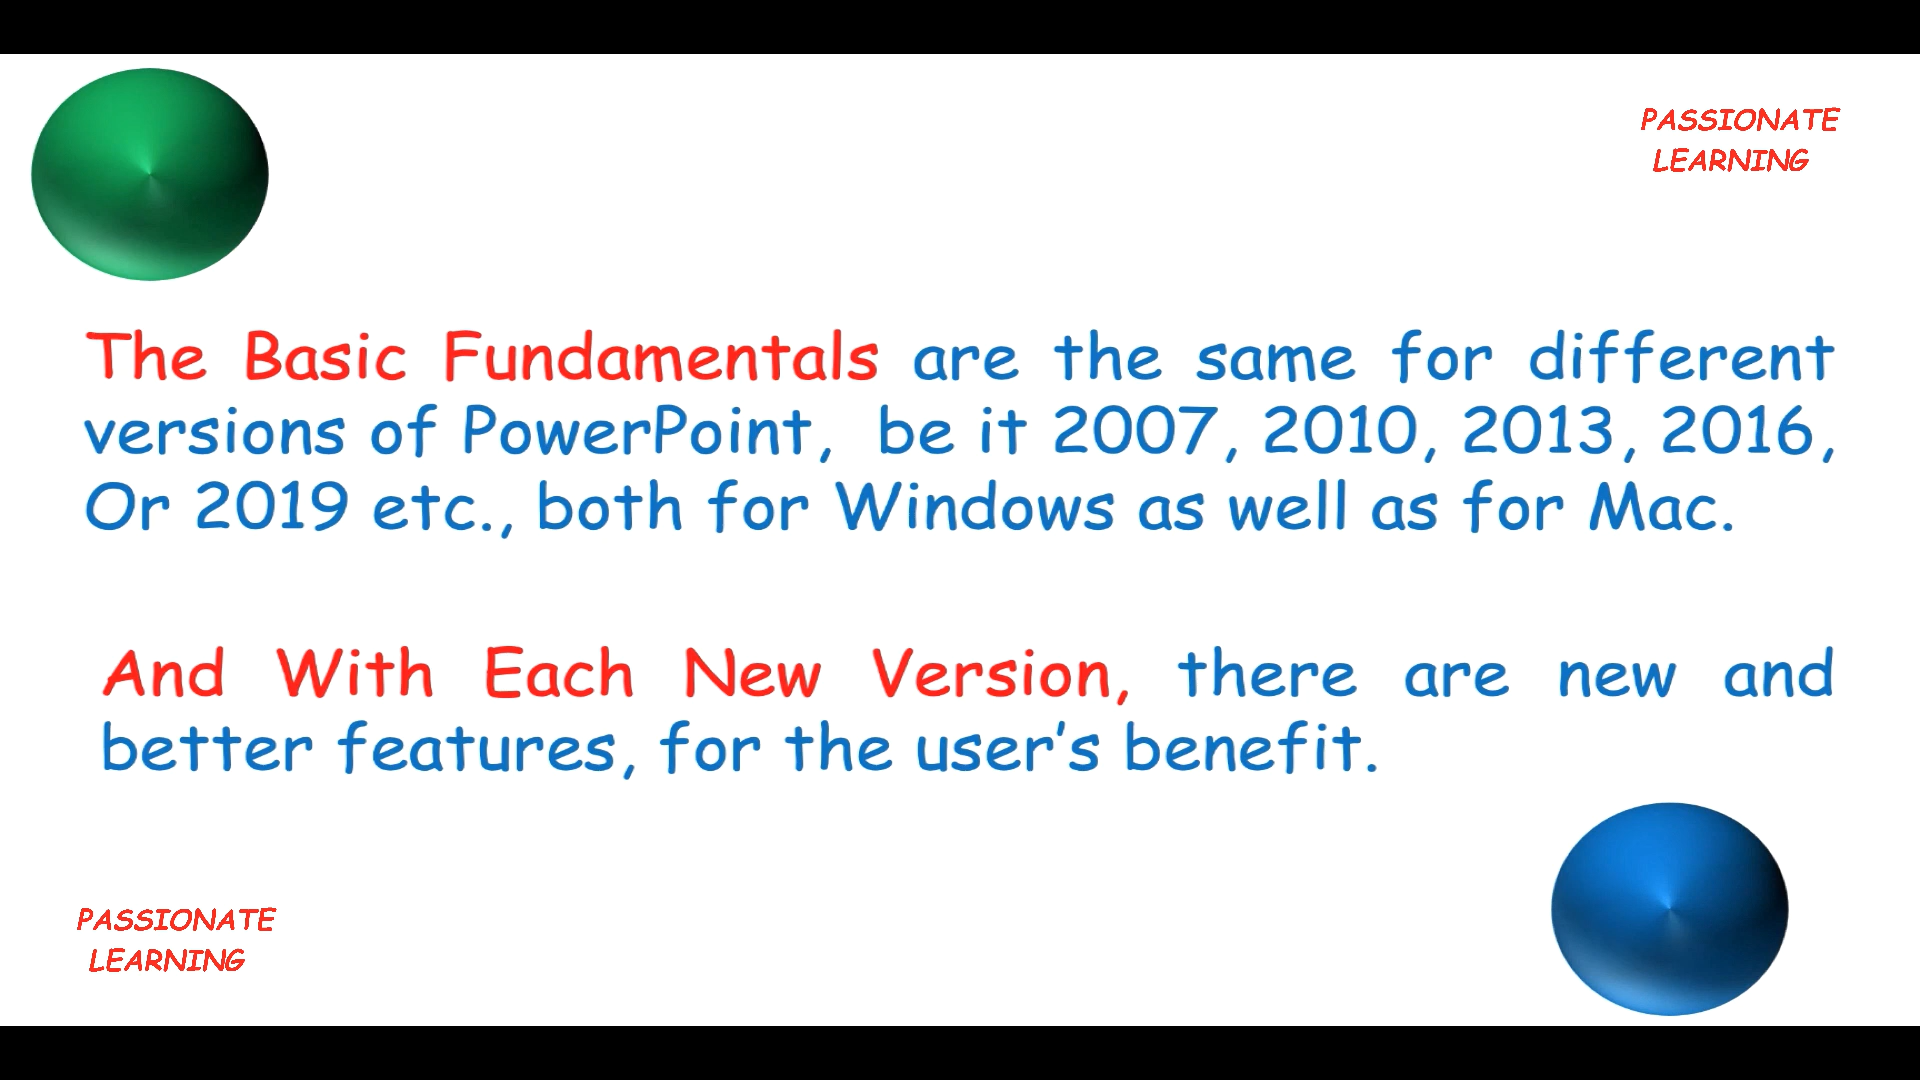 PASSIONATE
LEARNING
The Basic Fundamentals are the same for different
versions of PowerPoint, be it 2007, 2010, 2013, 2016,
Or 2019 etc., both for Windows as well as for Mac.
And With Each New Version, there are new and
better features, for the user’s benefit.
PASSIONATE
LEARNING